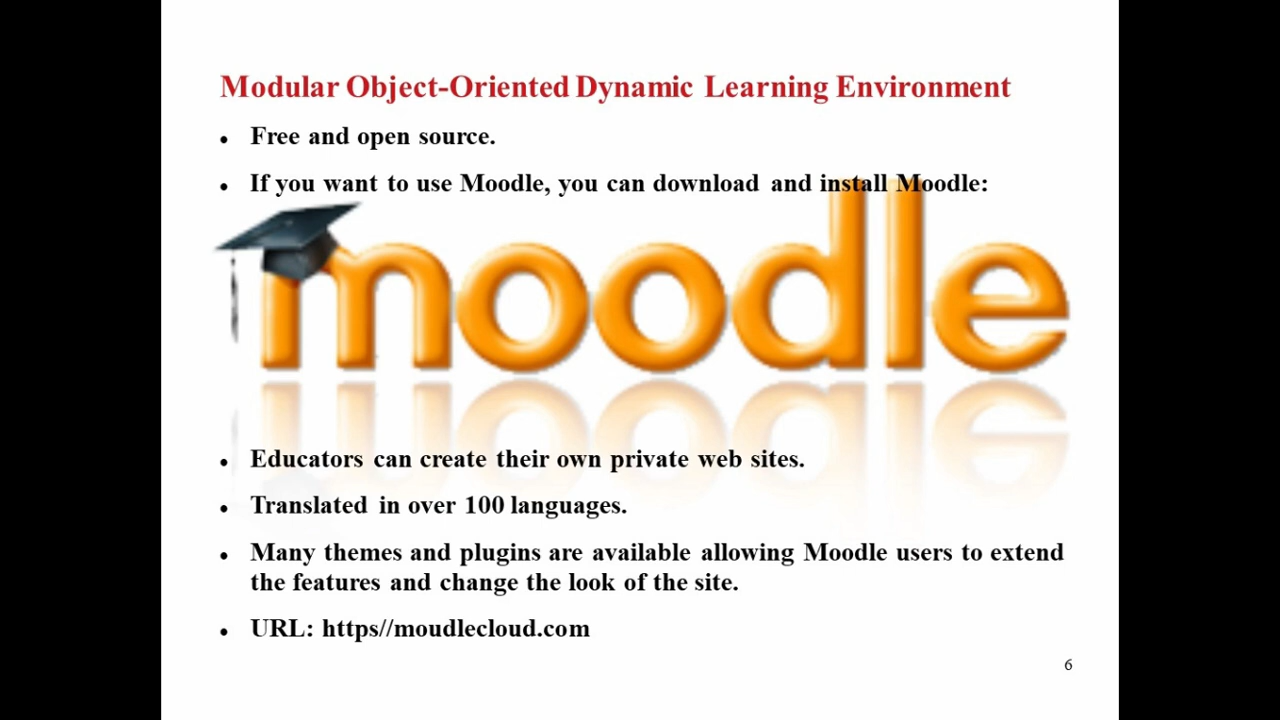 Modular Object-Oriented Dynamic Learning Environment
• Free and open source.
• If you want to use Moodle, you can download and install Moodle:
moodle
• Educators can create their own private web sites.
• Translated in over 100 languages.
• Many themes and plugins are available allowing Moodle users to extend
the features and change the look of the site.
• URL: https//moudlecloud.com
6